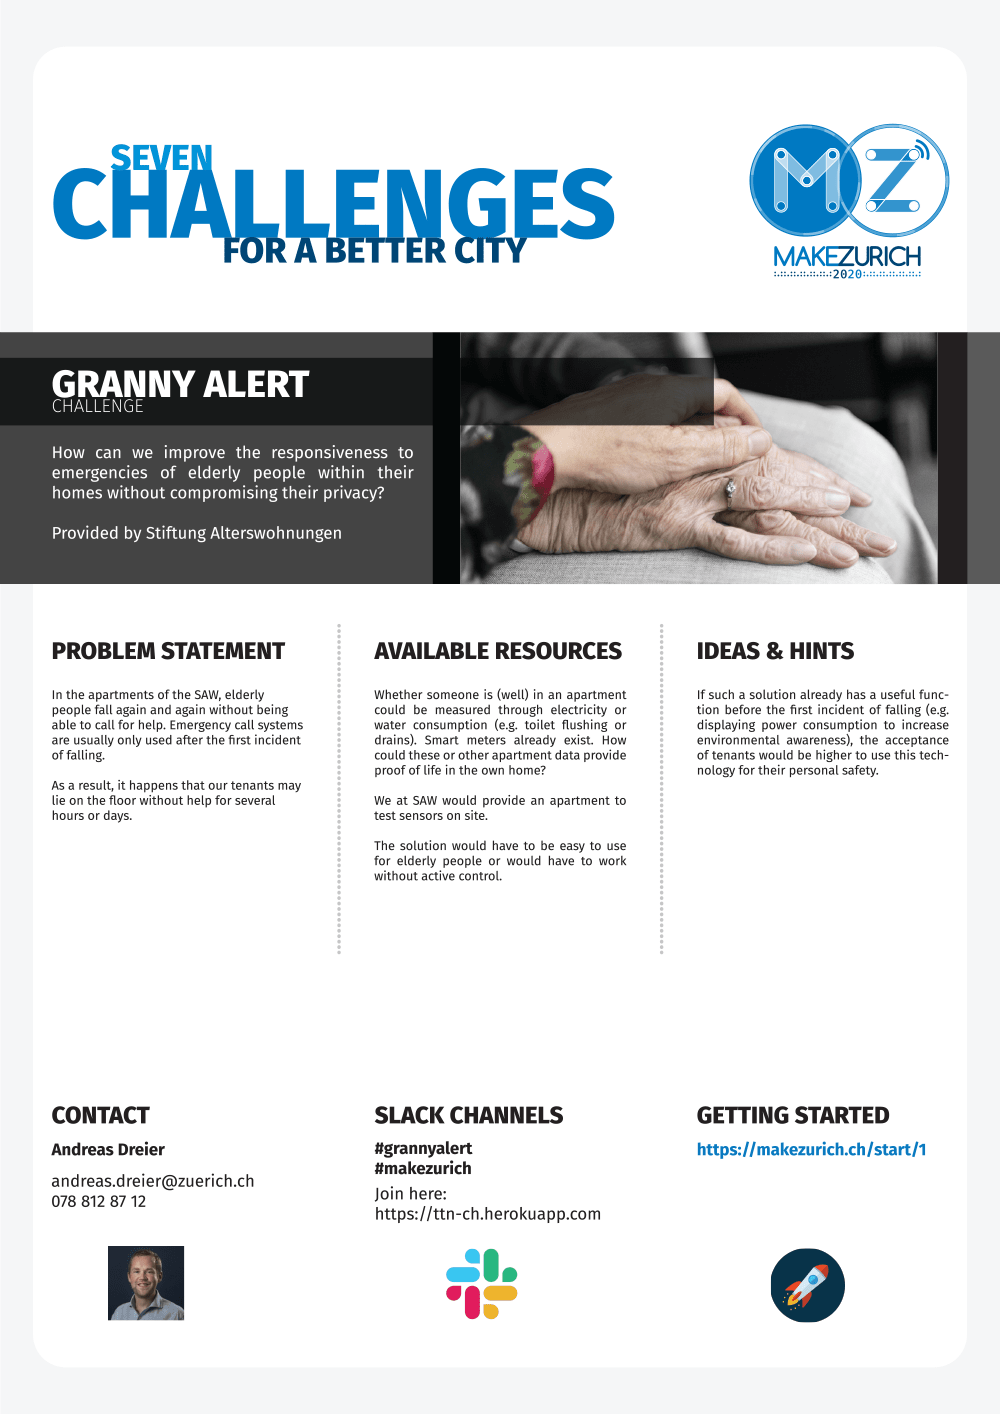 SEVEN
CHALLENGES
FOR A BETTER CITY
MZ
MAKEZURICH
2020
GRANNY ALERT
CHALLENGE
How can we improve the responsiveness to
emergencies of elderly people within their
homes without compromising their privacy?
Provided by Stiftung Alterswohnungen
PROBLEM STATEMENT
In the apartments of the SAW, elderly
people fall again and again without being
able to call for help. Emergency call systems
are usually only used after the first incident
of falling.
As a result, it happens that our tenants may
lie on the floor without help for several
hours or days.
AVAILABLE RESOURCES
Whether someone is (well) in an apartment
could be measured through electricity or
water consumption (e.g. toilet flushing or
drains). Smart meters already exist. How
could these or other apartment data provide
proof of life in the own home?
We at SAW would provide an apartment to
test sensors on site.
The solution would have to be easy to use
for elderly people or would have to work
without active control.
IDEAS & HINTS
If such a solution already has a useful func-
tion before the first incident of falling (e.g.
displaying power consumption to increase
environmental awareness), the acceptance
of tenants would be higher to use this tech-
nology for their personal safety.
CONTACT
Andreas Dreier
andreas.dreier@zuerich.ch
078 812 87 12
SLACK CHANNELS
#grannyalert
#makezurich
Join here:
https://ttn-ch.herokuapp.com
GETTING STARTED
https://makezurich.ch/start/1